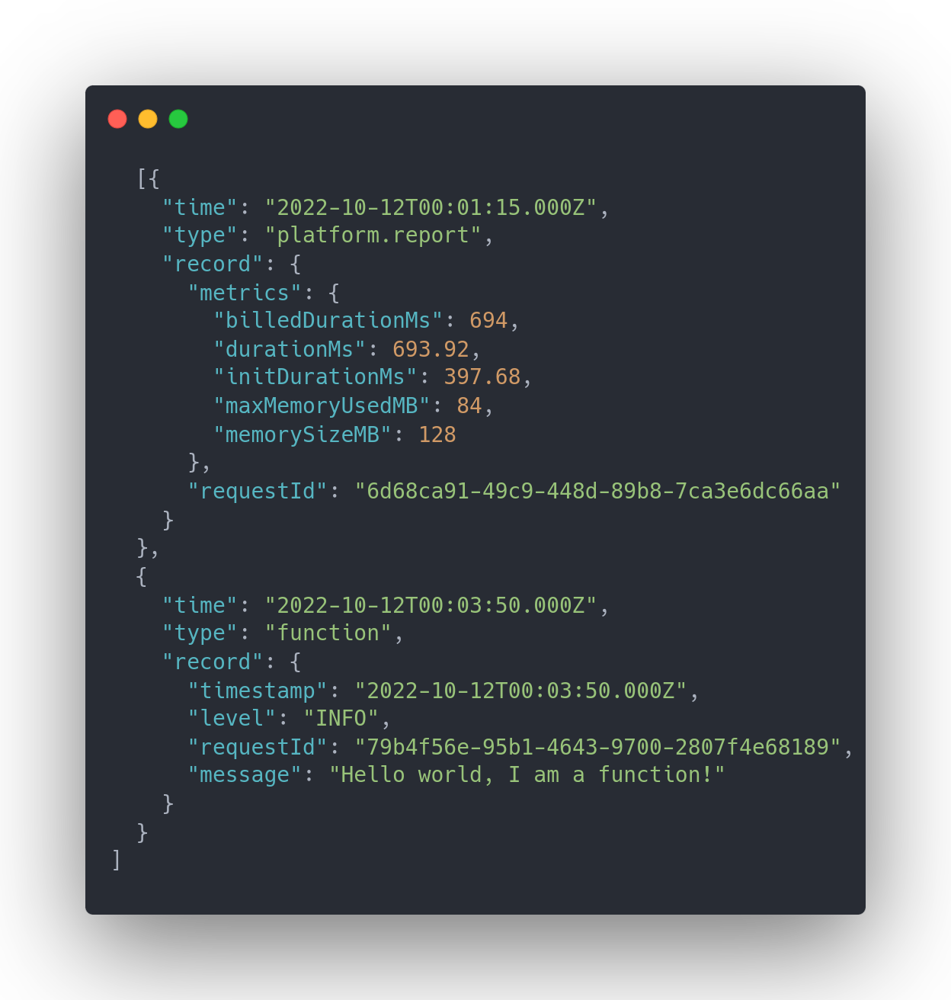 [{
"time": "2022-10-12T00:01:15.000Z",
"type": "platform.report",
"record": {
"metrics": {
"billedDurationMs": 694,
"durationMs": 693.92,
"initDurationMs": 397.68,
"maxMemoryUsedMB": 84,
"memorySizeMB": 128
},
"requestId": "6d68ca91-49c9-448d-89b8-7ca3e6dc66aa"
}
},
{
"time": "2022-10-12T00:03:50.000Z",
"type": "function",
"record": {
"timestamp": "2022-10-12T00:03:50.000Z",
"level": "INFO",
"requestId": "79b4f56e-95b1-4643-9700-2807f4e68189",
"message": "Hello world, I am a function!"
}
}
]